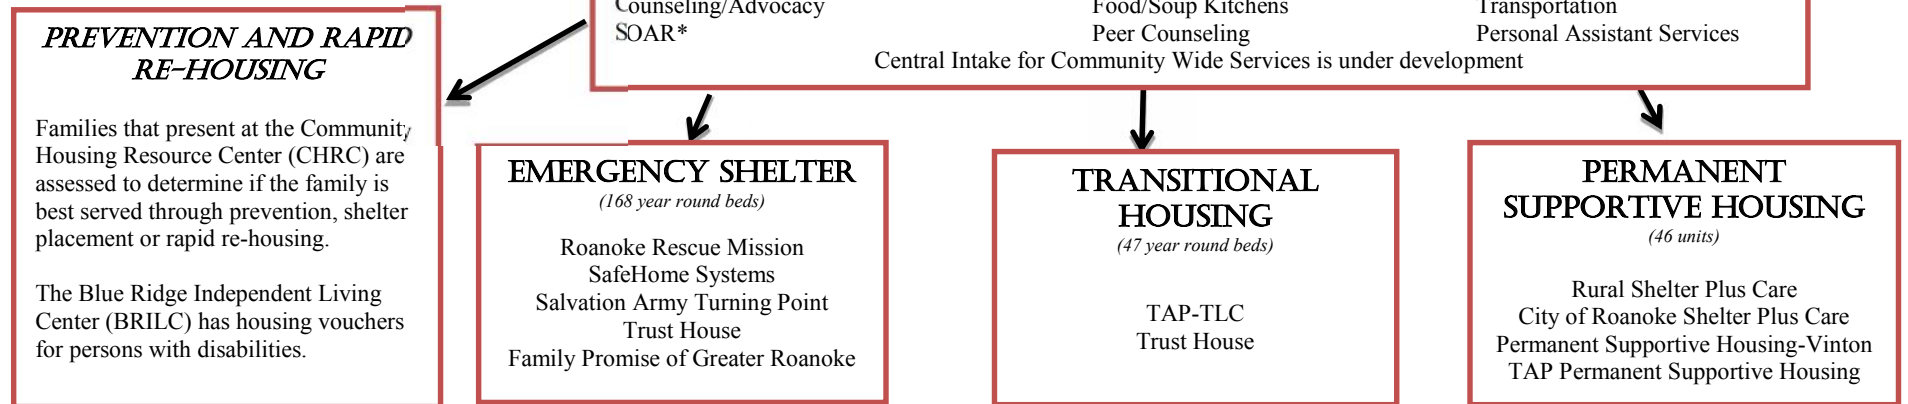 Counseling/Advocacy Food/Soup Kitchens Transportation
SOAR* Peer Counseling Personal Assistant Services
Central Intake for Community Wide Services is under development
PREVENTION AND RAPID
RE-HOUSING
Families that present at the Community
Housing Resource Center (CHRC) are
assessed to determine if the family is
best served through prevention, shelter
placement or rapid re-housing.
The Blue Ridge Independent Living
Center (BRILC) has housing vouchers
for persons with disabilities.
EMERGENCY SHELTER
(168 year round beds)
Roanoke Rescue Mission
SafeHome Systems
Salvation Army Turning Point
Trust House
Family Promise of Greater Roanoke
TRANSITIONAL
HOUSING
(47 year round beds)
TAP-TLC
Trust House
PERMANENT
SUPPORTIVE HOUSING
(46 units)
Rural Shelter Plus Care
City of Roanoke Shelter Plus Care
Permanent Supportive Housing-Vinton
TAP Permanent Supportive Housing